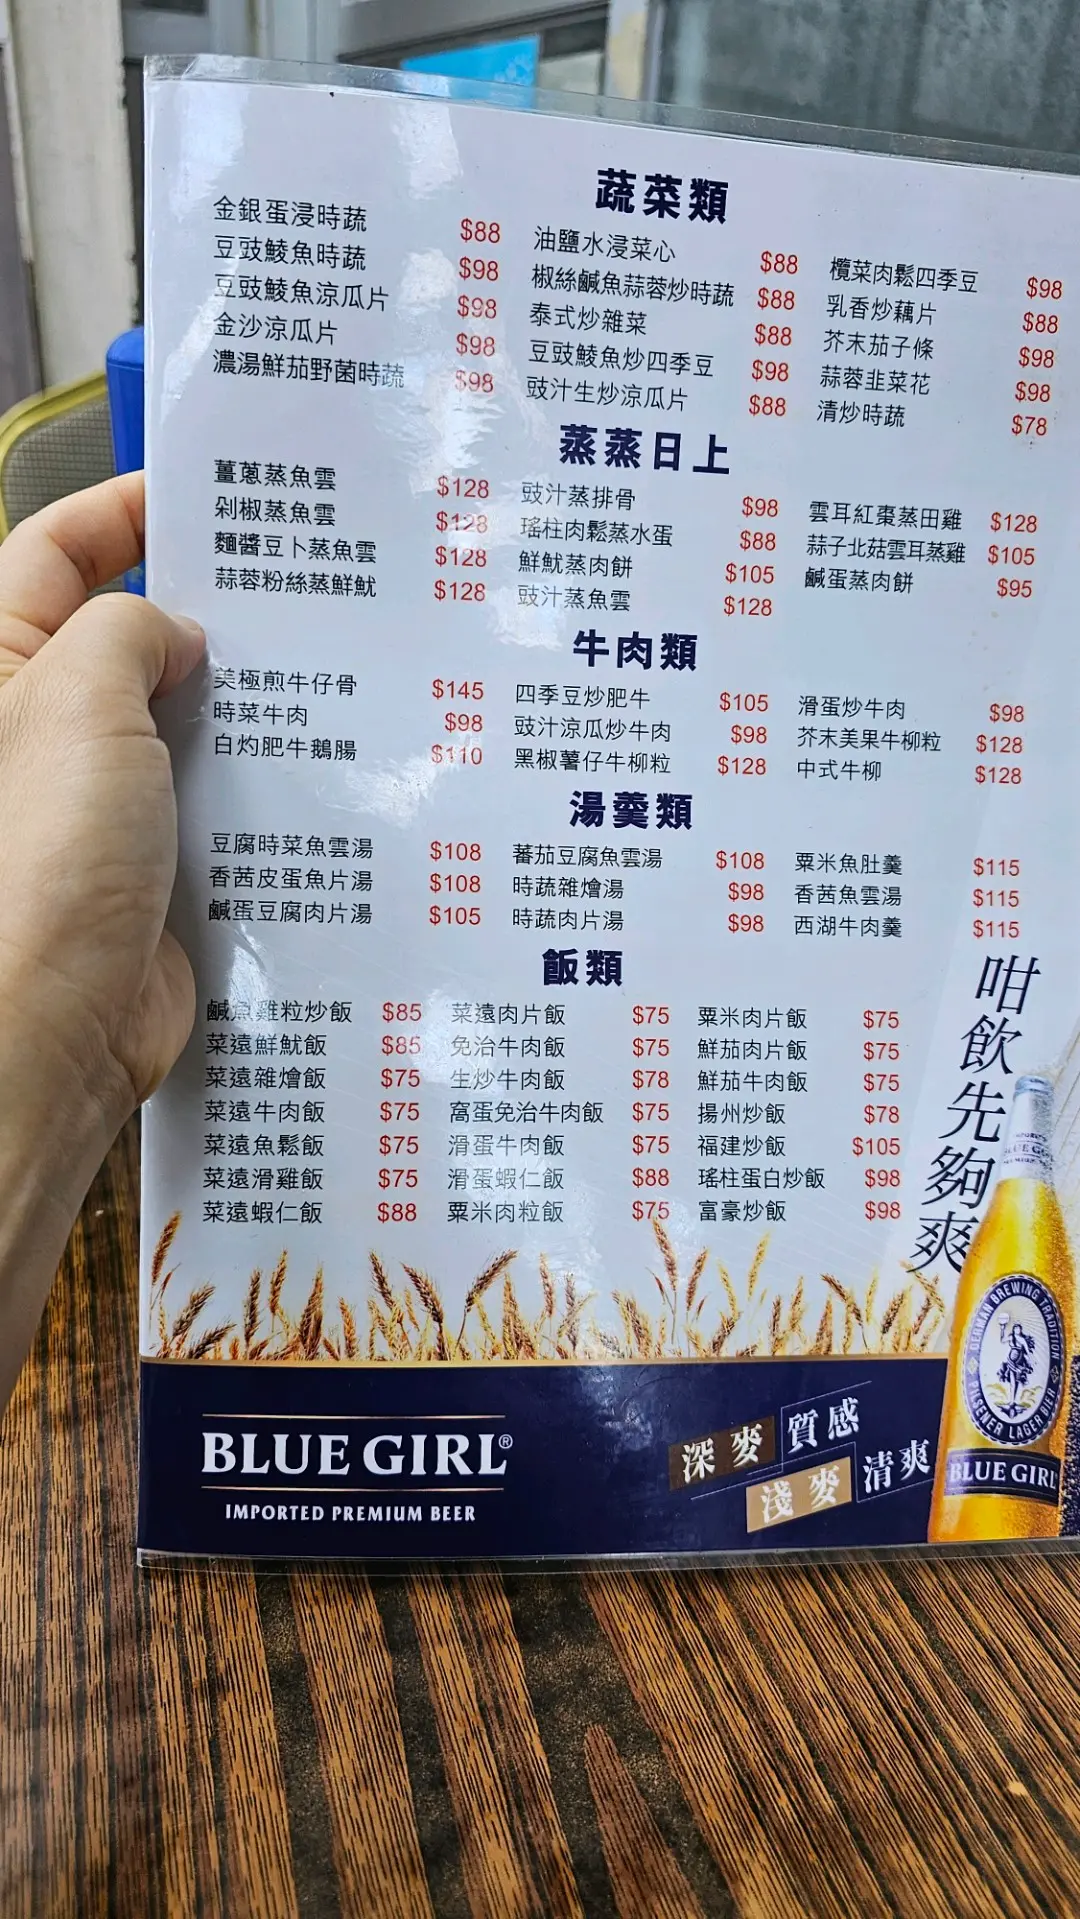 蔬菜類
金銀蛋浸時蔬 $88
豆豉鯪魚時蔬 $98
豆豉鯪魚涼瓜片 $98
金沙涼瓜片 $98
濃湯鮮茄野菌時蔬 $98
油鹽水浸菜心 $88
椒絲鹹魚蒜蓉炒時蔬 $88
泰式炒雜菜 $88
豆豉鯪魚炒四季豆 $98
豉汁生炒涼瓜片 $88
欖菜肉鬆四季豆 $98
乳香炒藕片 $88
芥末茄子條 $98
蒜蓉韭菜花 $98
清炒時蔬 $78
蒸蒸日上
薑蔥蒸魚雲 $128
剁椒蒸魚雲 $128
麵醬豆卜蒸魚雲 $128
蒜蓉粉絲蒸鮮魷 $128
豉汁蒸排骨 $98
瑤柱肉鬆蒸水蛋 $88
鮮魷蒸肉餅 $105
豉汁蒸魚雲 $128
雲耳紅棗蒸田雞 $128
蒜子北菇雲耳蒸雞 $105
鹹蛋蒸肉餅 $95
牛肉類
美極煎牛仔骨 $145
時菜牛肉 $98
白灼肥牛鵝腸 $110
四季豆炒肥牛 $105
豉汁涼瓜炒牛肉 $98
黑椒薯仔牛柳粒 $128
滑蛋炒牛肉 $98
芥末美果牛柳粒 $128
中式牛柳 $128
湯羹類
豆腐時菜魚雲湯 $108
香茜皮蛋魚片湯 $108
鹹蛋豆腐肉片湯 $105
蕃茄豆腐魚雲湯 $108
時蔬雜燴湯 $98
時蔬肉片湯 $98
粟米魚肚羹 $115
香茜魚雲湯 $115
西湖牛肉羹 $115
飯類
鹹魚雞粒炒飯 $85
菜遠鮮魷飯 $85
菜遠雜燴飯 $75
菜遠牛肉飯 $75
菜遠魚鬆飯 $75
菜遠滑雞飯 $75
菜遠蝦仁飯 $88
菜遠肉片飯 $75
免治牛肉飯 $75
生炒牛肉飯 $78
窩蛋免治牛肉飯 $75
滑蛋牛肉飯 $75
滑蛋蝦仁飯 $88
粟米肉粒飯 $75
粟米肉片飯 $75
鮮茄肉片飯 $75
鮮茄牛肉飯 $75
揚州炒飯 $78
福建炒飯 $105
瑤柱蛋白炒飯 $98
富豪炒飯 $98
咁飲先夠爽
BLUE GIRL®
IMPORTED PREMIUM BEER
深麥質感
淺麥清爽
GERMAN BREWING TRADITION
PILSENER LAGER BEER
BLUE GIRL